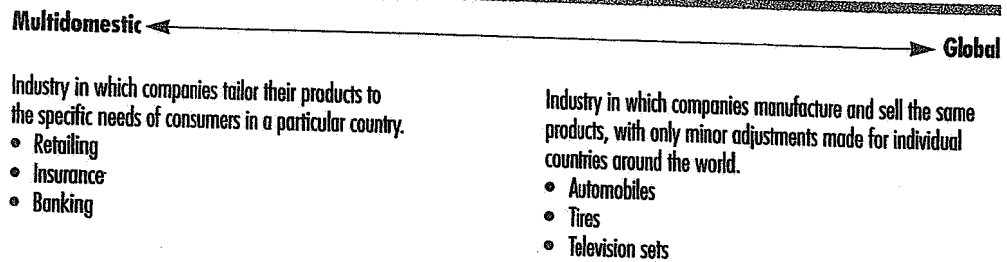 Multidomestic
Global
Industry in which companies tailor their products to
the specific needs of consumers in a particular country.
• Retailing
• Insurance
• Banking
Industry in which companies manufacture and sell the same
products, with only minor adjustments made for individual
countries around the world.
• Automobiles
• Tires
• Television sets